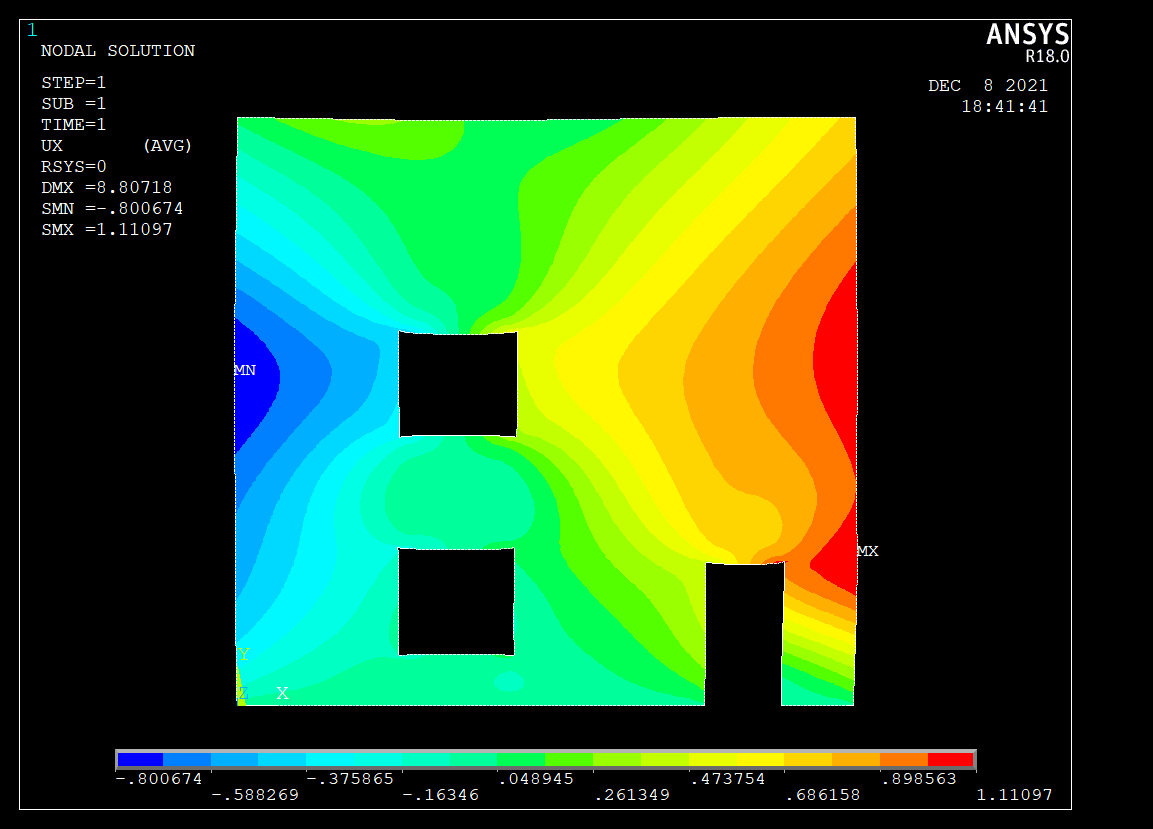 1
ANSYS
R18.0
NODAL SOLUTION
STEP=1
SUB =1
TIME=1
UX (AVG)
RSYS=0
DMX =8.80718
SMN =-.800674
SMX =1.11097
DEC 8 2021
18:41:41
MN
MX
Y
Z X
-.800674 -.375865 .048945 .473754 .898563
-.588269 -.16346 .261349 .686158 1.11097